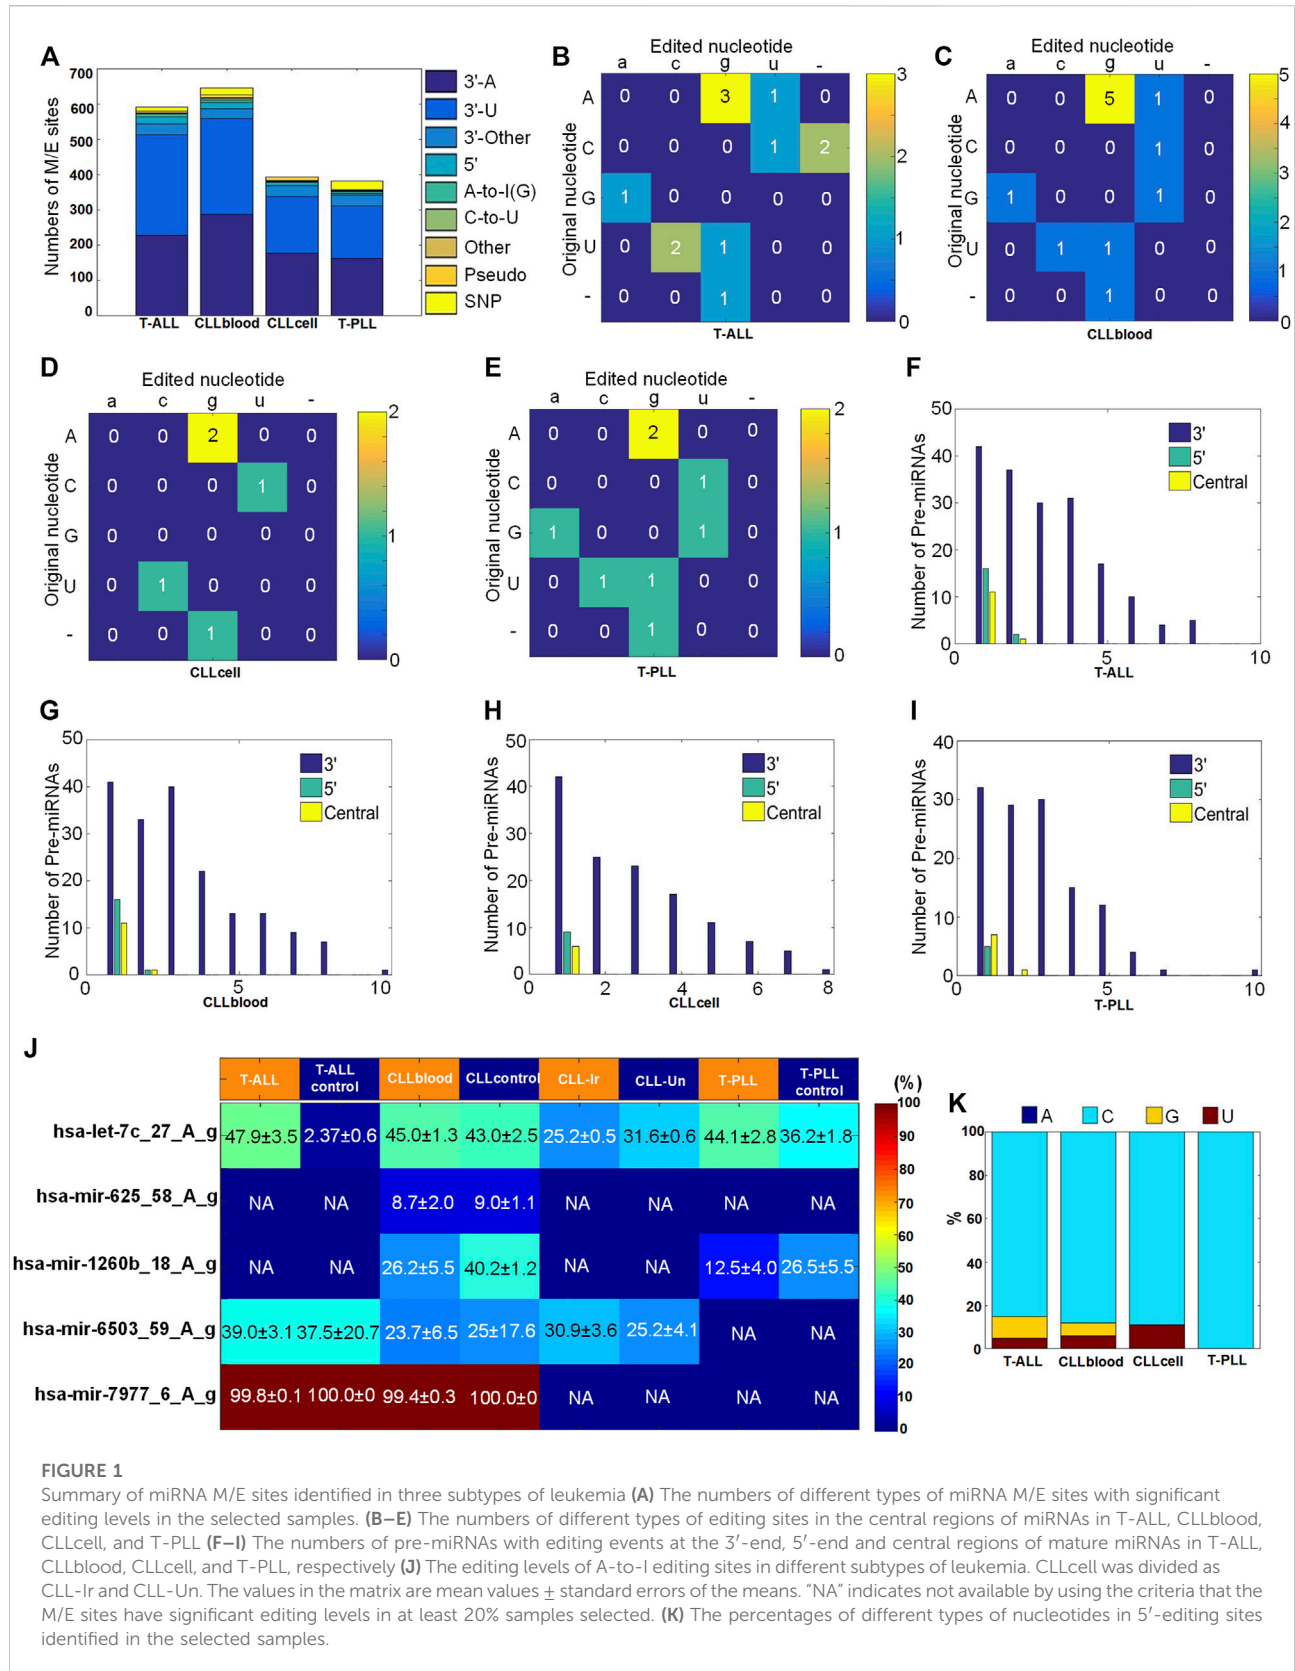 A
Numbers of M/E sites
700
600
500
400
300
200
100
0
T-ALL CLLblood CLLcell T-PLL
3'-A
3'-U
3'-Other
5'
A-to-I(G)
C-to-U
Other
Pseudo
SNP
B
Edited nucleotide
a c g u -
Original nucleotide
A 0 0 3 1 0
C 0 0 0 1 2
G 1 0 0 0 0
U 0 2 1 0 0
- 0 0 1 0 0
T-ALL
3
2
1
0
C
Edited nucleotide
a c g u -
Original nucleotide
A 0 0 5 1 0
C 0 0 0 1 0
G 1 0 0 1 0
U 0 1 1 0 0
- 0 0 1 0 0
CLLblood
5
4
3
2
1
0
D
Edited nucleotide
a c g u -
Original nucleotide
A 0 0 2 0 0
C 0 0 0 1 0
G 0 0 0 0 0
U 0 1 0 0 0
- 0 0 1 0 0
CLLcell
2
1
0
E
Edited nucleotide
a c g u -
Original nucleotide
A 0 0 2 0 0
C 0 0 0 1 0
G 1 0 0 1 0
U 0 1 1 0 0
- 0 0 1 0 0
T-PLL
2
1
0
F
Number of Pre-miRNAs
50
40
30
20
10
0
0 5 10
T-ALL
3'
5'
Central
G
Number of Pre-miRNAs
50
40
30
20
10
0
0 5 10
CLLblood
3'
5'
Central
H
Number of Pre-miRNAs
50
40
30
20
10
0
0 2 4 6 8
CLLcell
3'
5'
Central
I
Number of Pre-miRNAs
40
30
20
10
0
0 5 10
T-PLL
3'
5'
Central
J
T-ALL T-ALL control CLLblood CLLcontrol CLL-Ir CLL-Un T-PLL T-PLL control
hsa-let-7c_27_A_g 47.9±3.5 2.37±0.6 45.0±1.3 43.0±2.5 25.2±0.5 31.6±0.6 44.1±2.8 36.2±1.8
hsa-mir-625_58_A_g NA NA 8.7±2.0 9.0±1.1 NA NA NA NA
hsa-mir-1260b_18_A_g NA NA 26.2±5.5 40.2±1.2 NA NA 12.5±4.0 26.5±5.5
hsa-mir-6503_59_A_g 39.0±3.1 37.5±20.7 23.7±6.5 25±17.6 30.9±3.6 25.2±4.1 NA NA
hsa-mir-7977_6_A_g 99.8±0.1 100.0±0 99.4±0.3 100.0±0 NA NA NA NA
(%)
100
90
80
70
60
50
40
30
20
10
0
K
A C G U
%
100
80
60
40
20
0
T-ALL CLLblood CLLcell T-PLL
FIGURE 1
Summary of miRNA M/E sites identified in three subtypes of leukemia (A) The numbers of different types of miRNA M/E sites with significant
editing levels in the selected samples. (B–E) The numbers of different types of editing sites in the central regions of miRNAs in T-ALL, CLLblood,
CLLcell, and T-PLL (F–I) The numbers of pre-miRNAs with editing events at the 3′-end, 5′-end and central regions of mature miRNAs in T-ALL,
CLLblood, CLLcell, and T-PLL, respectively (J) The editing levels of A-to-I editing sites in different subtypes of leukemia. CLLcell was divided as
CLL-Ir and CLL-Un. The values in the matrix are mean values ± standard errors of the means. “NA” indicates not available by using the criteria that the
M/E sites have significant editing levels in at least 20% samples selected. (K) The percentages of different types of nucleotides in 5′-editing sites
identified in the selected samples.